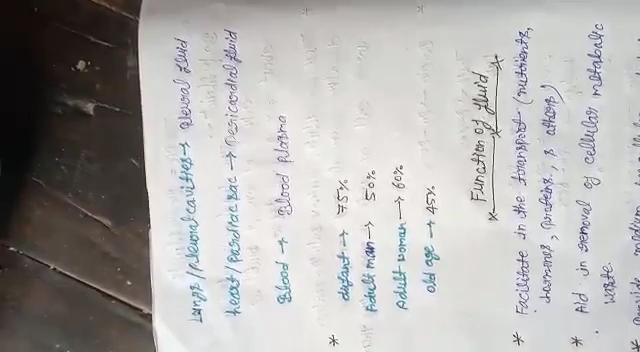 Lungs/Pleural cavities → Pleural fluid
heart/Pericardiac sac → Pericardial fluid
Blood → Blood plasma
* Infant → 75%
Adult man → 50%
Adult woman → 60%
old age → 45%
Function of fluid
* Facilitate in the transport (nutrients,
harmones, proteins, & others)
* Aid in removal of cellular metabolic
waste.